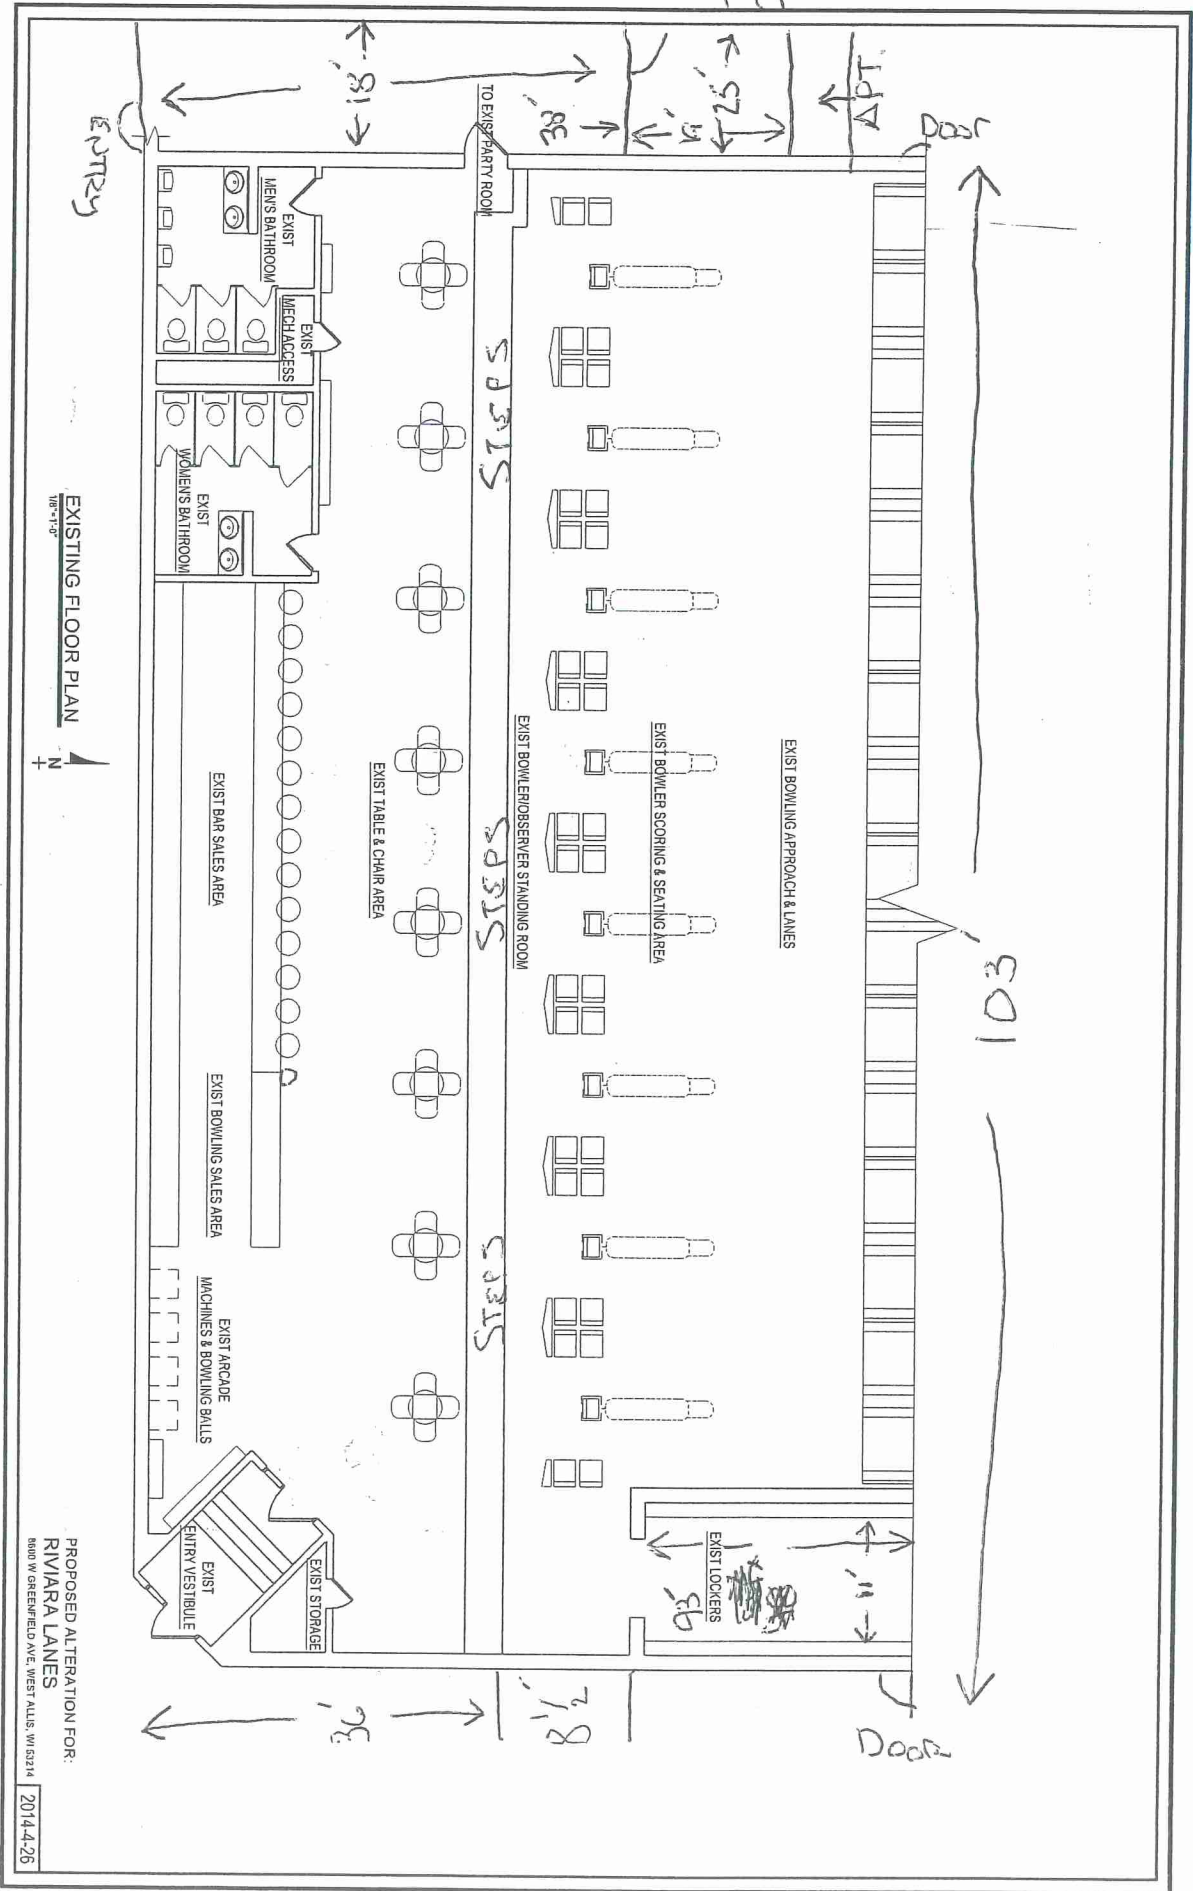 18'
38'
19'
25'
APT.
Door
ENTRY
TO EXIST PARTY ROOM
EXIST
MEN'S BATHROOM
EXIST
MECH ACCESS
EXIST
WOMEN'S BATHROOM
STEPS
STEPS
STEPS
103'
EXIST BOWLING APPROACH & LANES
EXIST BOWLER SCORING & SEATING AREA
EXIST BOWLER/OBSERVER STANDING ROOM
EXIST TABLE & CHAIR AREA
EXIST BAR SALES AREA
EXIST BOWLING SALES AREA
EXIST ARCADE
MACHINES & BOWLING BALLS
EXIST LOCKERS
93'
11'
EXIST STORAGE
EXIST
ENTRY VESTIBULE
36'
8 1/2'
Door
EXISTING FLOOR PLAN
1/8"=1'-0"
N
PROPOSED ALTERATION FOR:
RIVIARA LANES
8600 W GREENFIELD AVE, WEST ALLIS, WI 53214
2014-4-26